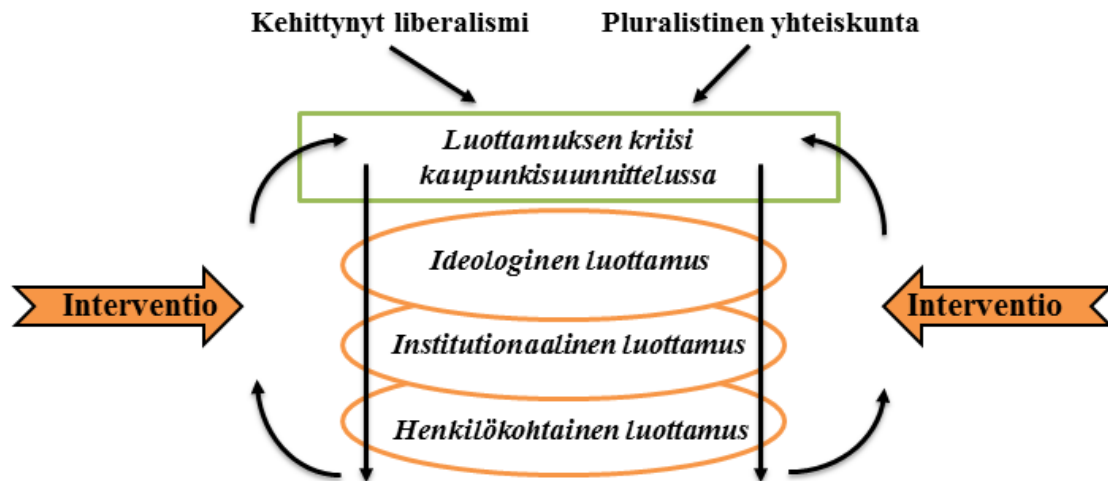 Kehittynyt liberalismi
Pluralistinen yhteiskunta
Luottamuksen kriisi
kaupunkisuunnittelussa
Ideologinen luottamus
Interventio
Interventio
Institutionaalinen luottamus
Henkilökohtainen luottamus